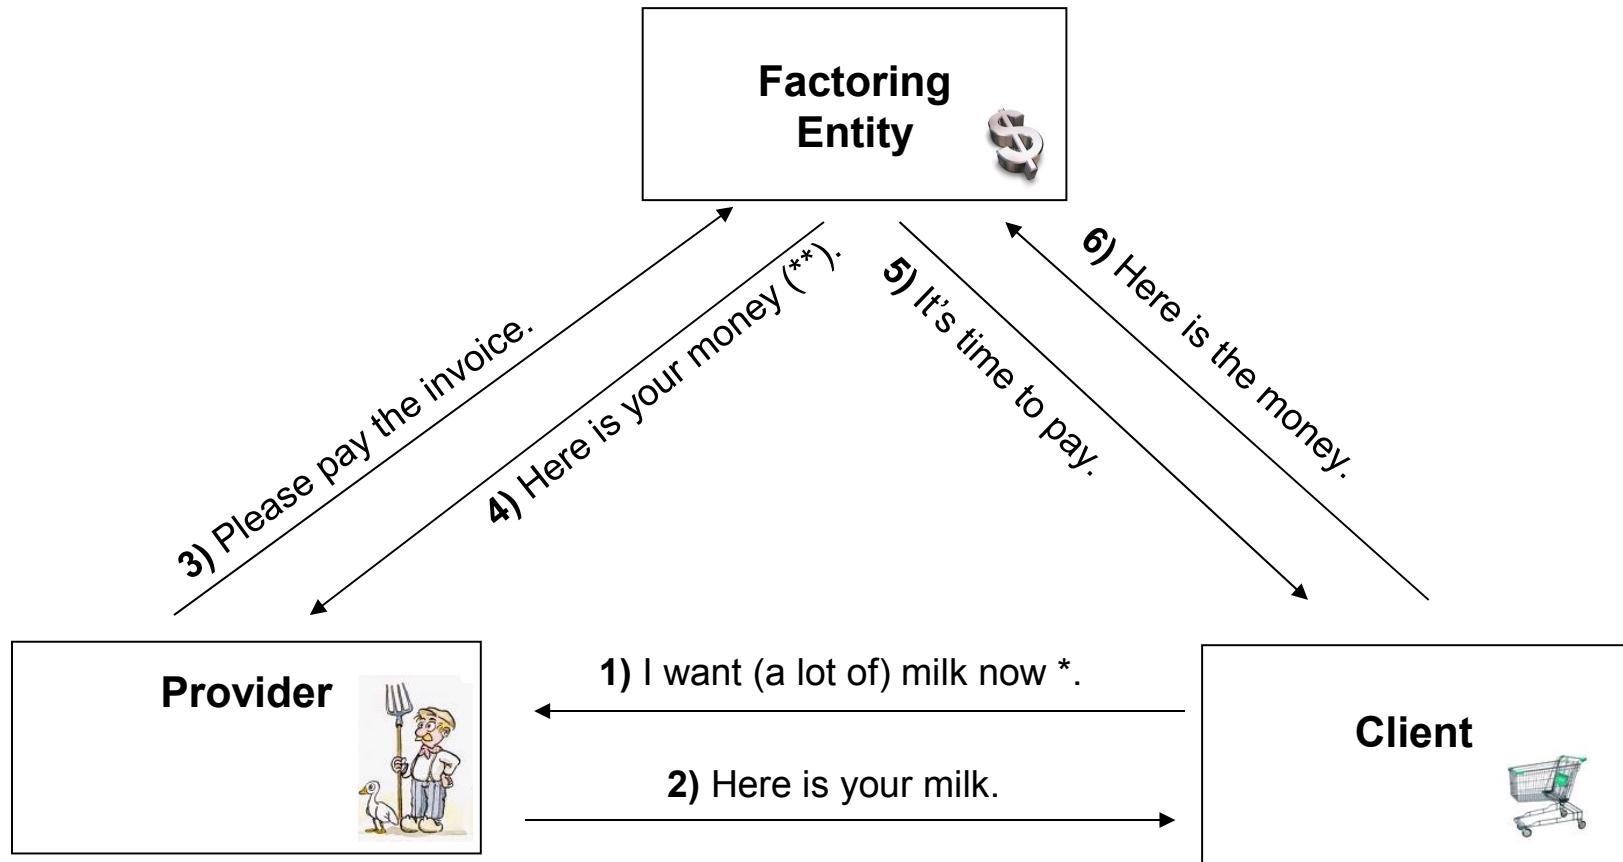 Factoring
Entity
6) Here is the money.
5) It's time to pay.
4) Here is your money (**).
3) Please pay the invoice.
Provider
1) I want (a lot of) milk now *.
Client
2) Here is your milk.